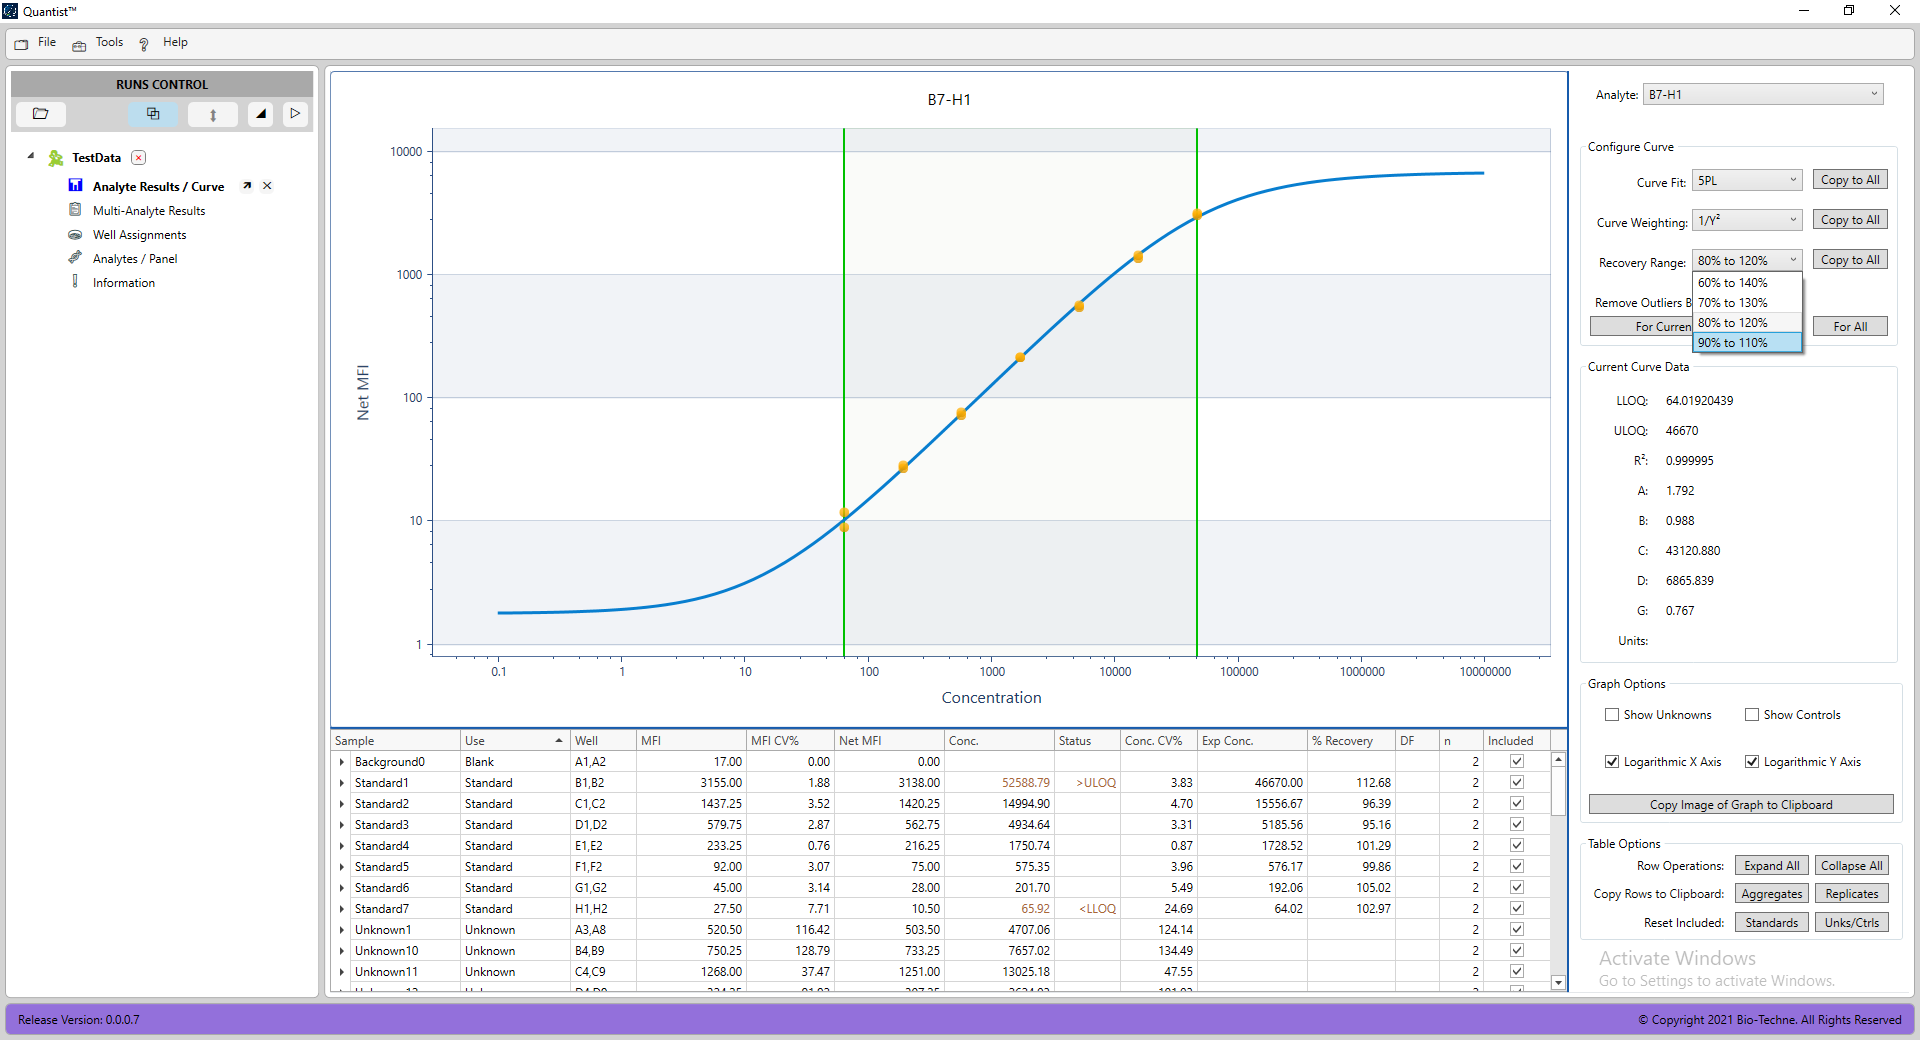 Quantist™
File Tools ? Help
RUNS CONTROL
TestData
Analyte Results / Curve
Multi-Analyte Results
Well Assignments
Analytes / Panel
Information
B7-H1
10000
1000
100
10
1
Net MFI
0.1 1 10 100 1000 10000 100000 1000000 10000000
Concentration
Analyte: B7-H1
Configure Curve
Curve Fit: 5PL Copy to All
Curve Weighting: 1/Y² Copy to All
Recovery Range: 80% to 120% Copy to All
60% to 140%
Remove Outliers B 70% to 130%
80% to 120%
For Curren For All
90% to 110%
Current Curve Data
LLOQ: 64.01920439
ULOQ: 46670
R²: 0.999995
A: 1.792
B: 0.988
C: 43120.880
D: 6865.839
G: 0.767
Units:
Graph Options
Show Unknowns Show Controls
Logarithmic X Axis Logarithmic Y Axis
Copy Image of Graph to Clipboard
Table Options
Row Operations: Expand All Collapse All
Copy Rows to Clipboard: Aggregates Replicates
Reset Included: Standards Unks/Ctrls
Activate Windows
Go to Settings to activate Windows.
Sample Use Well MFI MFI CV% Net MFI Conc. Status Conc. CV% Exp Conc. % Recovery DF n Included
Background0 Blank A1,A2 17.00 0.00 0.00 2
Standard1 Standard B1,B2 3155.00 1.88 3138.00 52588.79 >ULOQ 3.83 46670.00 112.68 2
Standard2 Standard C1,C2 1437.25 3.52 1420.25 14994.90 4.70 15556.67 96.39 2
Standard3 Standard D1,D2 579.75 2.87 562.75 4934.64 3.31 5185.56 95.16 2
Standard4 Standard E1,E2 233.25 0.76 216.25 1750.74 0.87 1728.52 101.29 2
Standard5 Standard F1,F2 92.00 3.07 75.00 575.35 3.96 576.17 99.86 2
Standard6 Standard G1,G2 45.00 3.14 28.00 201.70 5.49 192.06 105.02 2
Standard7 Standard H1,H2 27.50 7.71 10.50 65.92 <LLOQ 24.69 64.02 102.97 2
Unknown1 Unknown A3,A8 520.50 116.42 503.50 4707.06 124.14 2
Unknown10 Unknown B4,B9 750.25 128.79 733.25 7657.02 134.49 2
Unknown11 Unknown C4,C9 1268.00 37.47 1251.00 13025.18 47.55 2
Release Version: 0.0.0.7
© Copyright 2021 Bio-Techne. All Rights Reserved